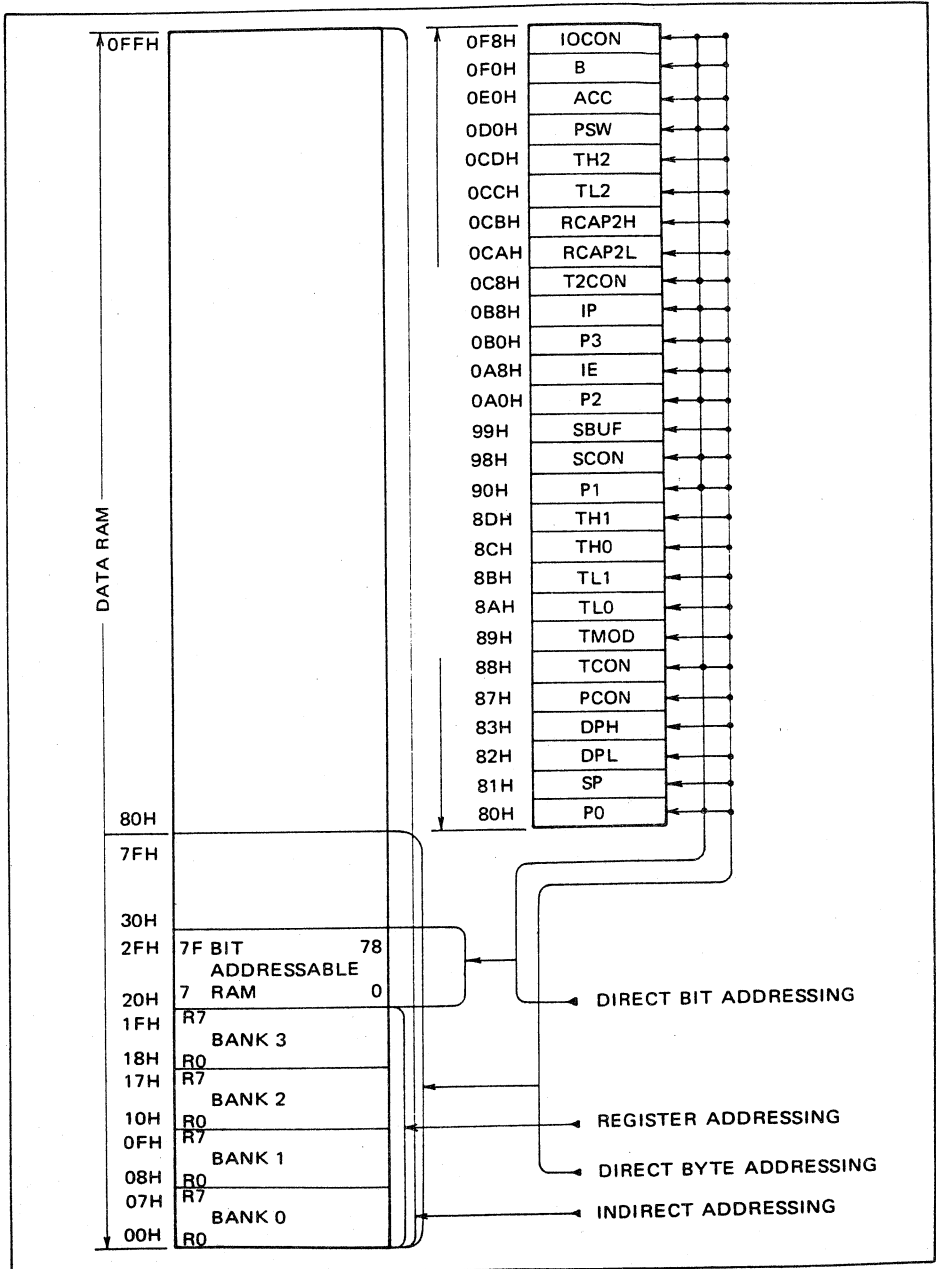 0FFH
0F8H IOCON
0F0H B
0E0H ACC
0D0H PSW
0CDH TH2
0CCH TL2
0CBH RCAP2H
0CAH RCAP2L
0C8H T2CON
0B8H IP
0B0H P3
0A8H IE
0A0H P2
99H SBUF
98H SCON
90H P1
8DH TH1
8CH TH0
8BH TL1
8AH TL0
89H TMOD
88H TCON
87H PCON
83H DPH
82H DPL
81H SP
80H P0
DATA RAM
80H
7FH
30H
2FH 7F BIT 78
ADDRESSABLE
20H 7 RAM 0
DIRECT BIT ADDRESSING
1FH R7
BANK 3
18H R0
17H R7
BANK 2
10H R0
REGISTER ADDRESSING
0FH R7
BANK 1
08H R0
DIRECT BYTE ADDRESSING
07H R7
BANK 0
INDIRECT ADDRESSING
00H R0